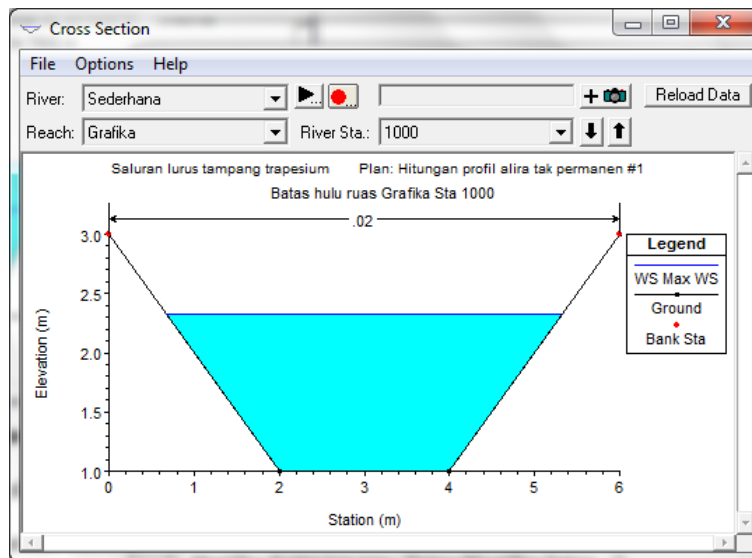 Cross Section
File Options Help
River: Sederhana Reload Data
Reach: Grafika River Sta.: 1000
Saluran lurus tampang trapesium Plan: Hitungan profil alira tak permanen #1
Batas hulu ruas Grafika Sta 1000
.02
Legend
WS Max WS
Ground
Bank Sta
Elevation (m)
3.0
2.5
2.0
1.5
1.0
0 1 2 3 4 5 6
Station (m)